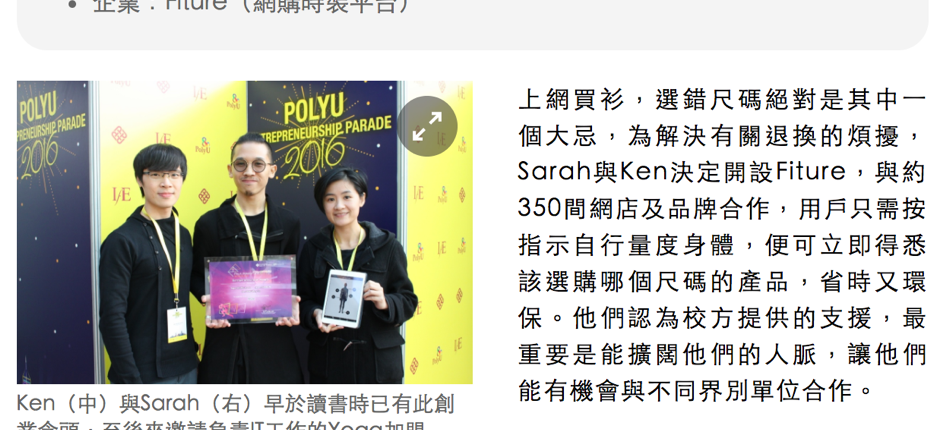 企業：Fiture（網購時裝平台）
POLYU
POLYU
ENTREPRENEURSHIP PARADE
TREPRENEURSHIP PARADE
2016
2016
I/E
PolyU
上網買衫，選錯尺碼絕對是其中一
個大忌，為解決有關退換的煩擾，
Sarah與Ken決定開設Fiture，與約
350間網店及品牌合作，用戶只需按
指示自行量度身體，便可立即得悉
該選購哪個尺碼的產品，省時又環
保。他們認為校方提供的支援，最
重要是能擴闊他們的人脈，讓他們
能有機會與不同界別單位合作。
Ken（中）與Sarah（右）早於讀書時已有此創
業念頭，至後來邀請負責IT工作的Yoga加盟